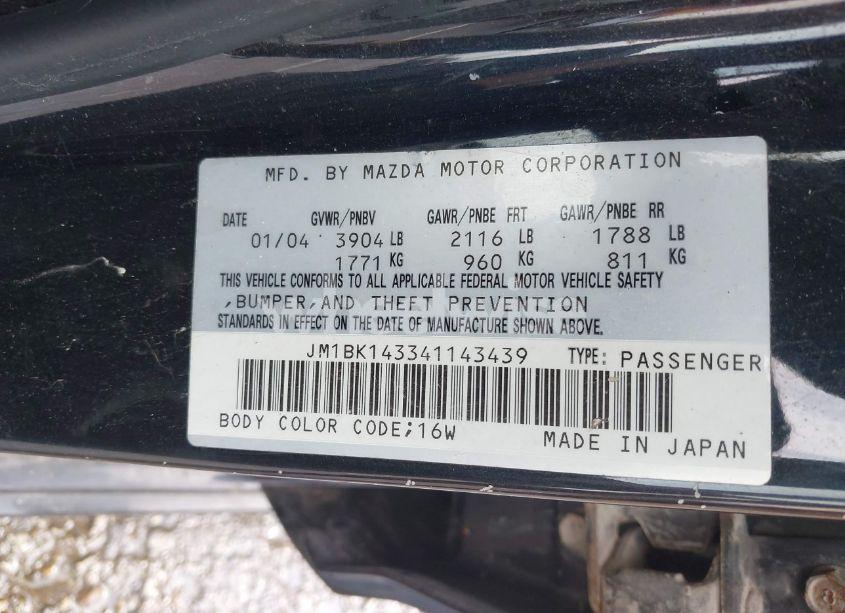 MFD. BY MAZDA MOTOR CORPORATION
DATE GVWR/PNBV GAWR/PNBE FRT GAWR/PNBE RR
01/04 3904 LB 2116 LB 1788 LB
1771 KG 960 KG 811 KG
THIS VEHICLE CONFORMS TO ALL APPLICABLE FEDERAL MOTOR VEHICLE SAFETY
,BUMPER,AND THEFT PREVENTION
STANDARDS IN EFFECT ON THE DATE OF MANUFACTURE SHOWN ABOVE.
JM1BK143341143439 TYPE: PASSENGER
BODY COLOR CODE;16W
MADE IN JAPAN